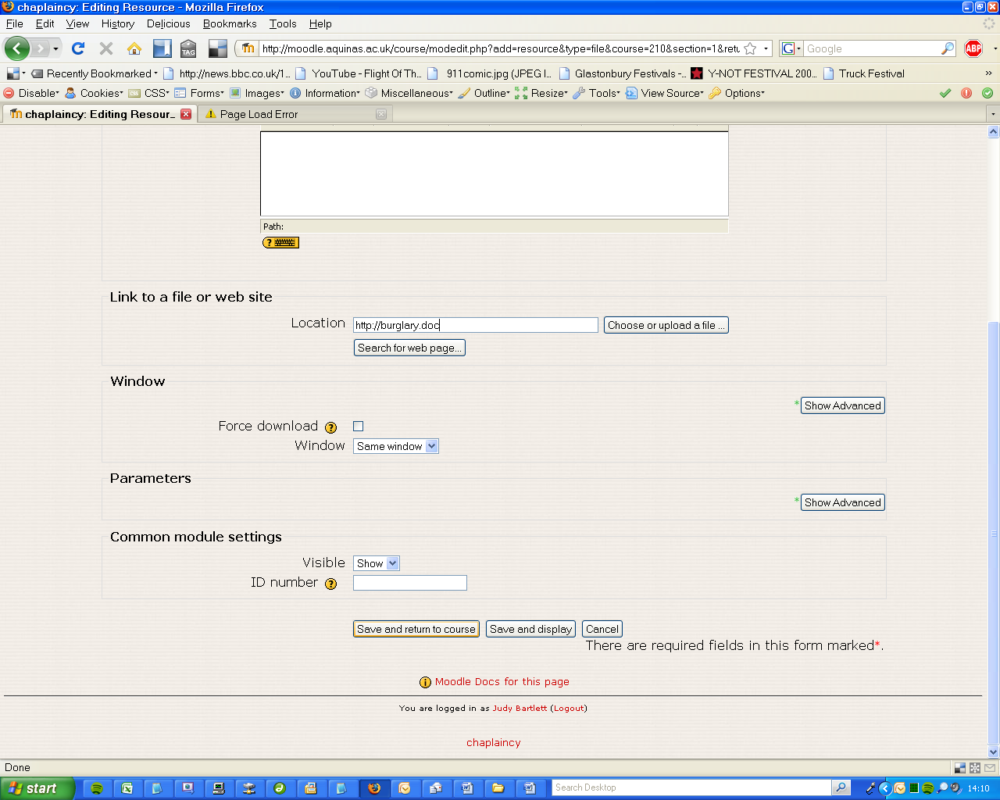 chaplaincy: Editing Resource - Mozilla Firefox
File Edit View History Delicious Bookmarks Tools Help
TAG http://moodle.aquinas.ac.uk/course/modedit.php?add=resource&type=file&course=210&section=1&retu Google ABP
Recently Bookmarked http://news.bbc.co.uk/1... YouTube - Flight Of Th... 911comic.jpg (JPEG I... Glastonbury Festivals -... Y-NOT FESTIVAL 200... Truck Festival »
Disable Cookies CSS Forms Images Information Miscellaneous Outline Resize Tools View Source Options
chaplaincy: Editing Resour... Page Load Error
Path:
Link to a file or web site
Location http://burglary.doc Choose or upload a file ...
Search for web page...
Window
* Show Advanced
Force download ?
Window Same window
Parameters
* Show Advanced
Common module settings
Visible Show
ID number ?
Save and return to course Save and display Cancel
There are required fields in this form marked*.
Moodle Docs for this page
You are logged in as Judy Bartlett (Logout)
chaplaincy
Done
start Search Desktop 14:10